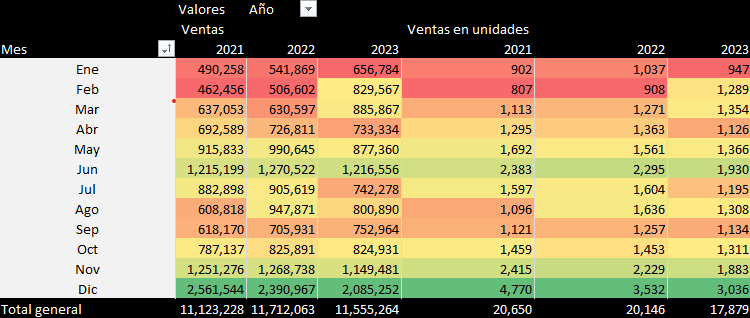 Valores Año
Ventas Ventas en unidades
Mes 2021 2022 2023 2021 2022 2023
Ene 490,258 541,869 656,784 902 1,037 947
Feb 462,456 506,602 829,567 807 908 1,289
Mar 637,053 630,597 885,867 1,113 1,271 1,354
Abr 692,589 726,811 733,334 1,295 1,363 1,126
May 915,833 990,645 877,360 1,692 1,561 1,366
Jun 1,215,199 1,270,522 1,216,556 2,383 2,295 1,930
Jul 882,898 905,619 742,278 1,597 1,604 1,195
Ago 608,818 947,871 800,890 1,096 1,636 1,308
Sep 618,170 705,931 752,964 1,121 1,257 1,134
Oct 787,137 825,891 824,931 1,459 1,453 1,311
Nov 1,251,276 1,268,738 1,149,481 2,415 2,229 1,883
Dic 2,561,544 2,390,967 2,085,252 4,770 3,532 3,036
Total general 11,123,228 11,712,063 11,555,264 20,650 20,146 17,879